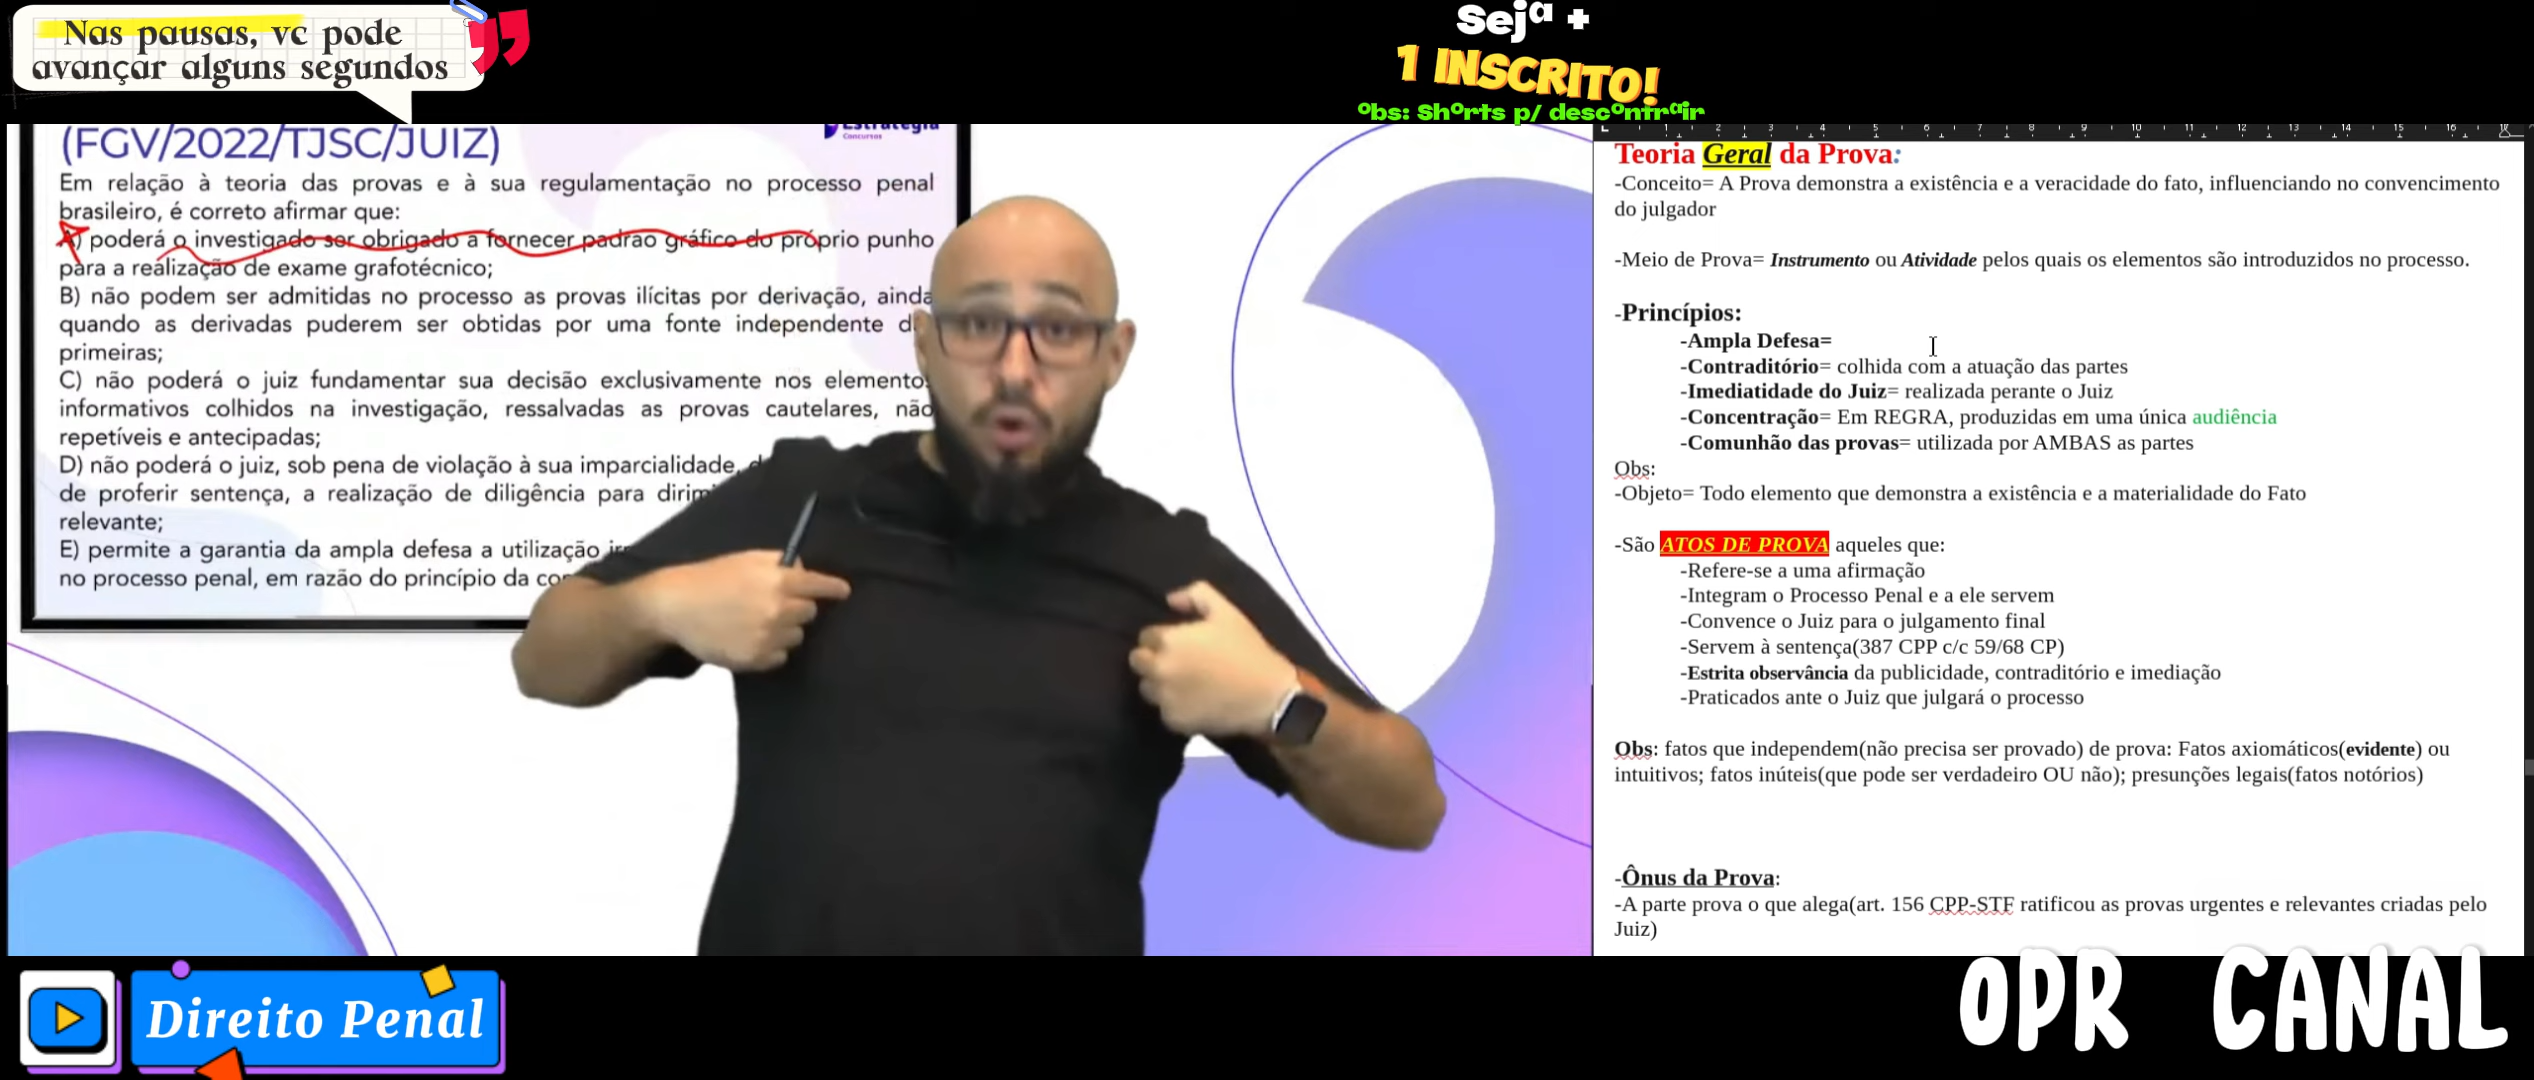 Nas pausas, vc pode
avançar alguns segundos
Seja +
1 INSCRITO!
Obs: Shorts p/ descontrair
Estratégia
Concursos
(FGV/2022/TJSC/JUIZ)
Em relação à teoria das provas e à sua regulamentação no processo penal
brasileiro, é correto afirmar que:
A) poderá o investigado ser obrigado a fornecer padrão gráfico do próprio punho
para a realização de exame grafotécnico;
B) não podem ser admitidas no processo as provas ilícitas por derivação, ainda
quando as derivadas puderem ser obtidas por uma fonte independente
primeiras;
C) não poderá o juiz fundamentar sua decisão exclusivamente nos elementos
informativos colhidos na investigação, ressalvadas as provas cautelares, não
repetíveis e antecipadas;
D) não poderá o juiz, sob pena de violação à sua imparcialidade,
de proferir sentença, a realização de diligência para
relevante;
E) permite a garantia da ampla defesa a utilização
no processo penal, em razão do princípio da
Teoria Geral da Prova:
-Conceito= A Prova demonstra a existência e a veracidade do fato, influenciando no convencimento
do julgador
-Meio de Prova= Instrumento ou Atividade pelos quais os elementos são introduzidos no processo.
-Princípios:
-Ampla Defesa=
-Contraditório= colhida com a atuação das partes
-Imediatidade do Juiz= realizada perante o Juiz
-Concentração= Em REGRA, produzidas em uma única audiência
-Comunhão das provas= utilizada por AMBAS as partes
Obs:
-Objeto= Todo elemento que demonstra a existência e a materialidade do Fato
-São ATOS DE PROVA aqueles que:
-Refere-se a uma afirmação
-Integram o Processo Penal e a ele servem
-Convence o Juiz para o julgamento final
-Servem à sentença(387 CPP c/c 59/68 CP)
-Estrita observância da publicidade, contraditório e imediação
-Praticados ante o Juiz que julgará o processo
Obs: fatos que independem(não precisa ser provado) de prova: Fatos axiomáticos(evidente) ou
intuitivos; fatos inúteis(que pode ser verdadeiro OU não); presunções legais(fatos notórios)
-Ônus da Prova:
-A parte prova o que alega(art. 156 CPP-STF ratificou as provas urgentes e relevantes criadas pelo
Juiz)
Direito Penal
OPR CANAL